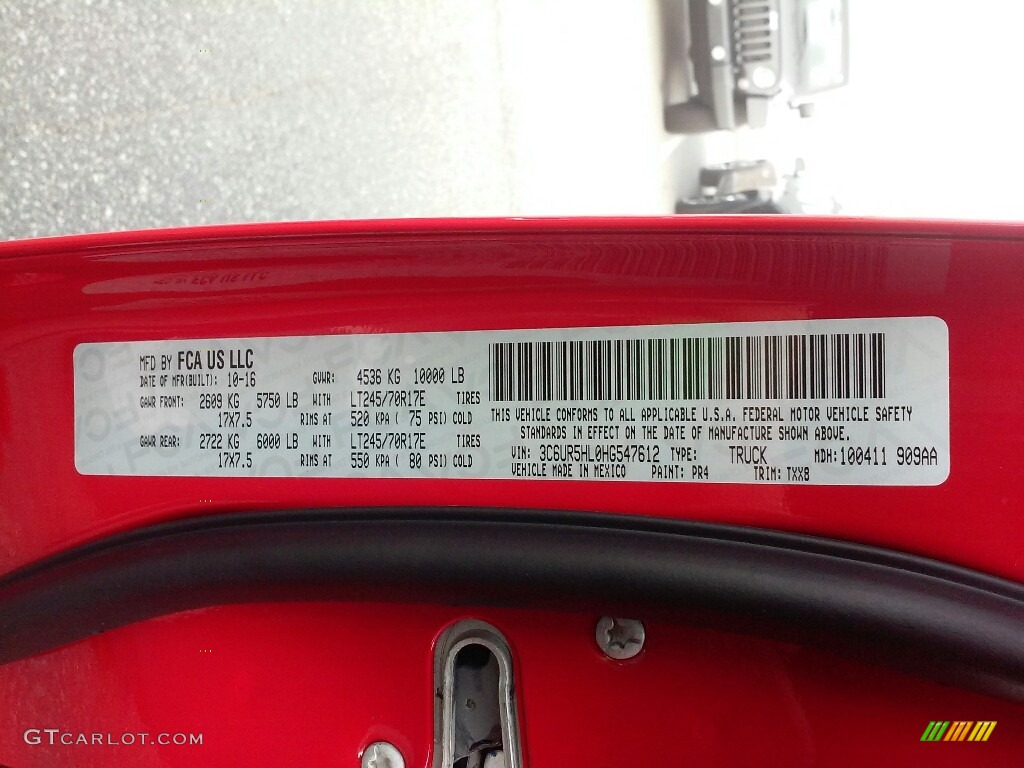 MFD BY FCA US LLC
DATE OF MFR(BUILT): 10-16 GVWR: 4536 KG 10000 LB
GAWR FRONT: 2609 KG 5750 LB WITH LT245/70R17E TIRES
17X7.5 RIMS AT 520 KPA ( 75 PSI) COLD
GAWR REAR: 2722 KG 6000 LB WITH LT245/70R17E TIRES
17X7.5 RIMS AT 550 KPA ( 80 PSI) COLD
THIS VEHICLE CONFORMS TO ALL APPLICABLE U.S.A. FEDERAL MOTOR VEHICLE SAFETY
STANDARDS IN EFFECT ON THE DATE OF MANUFACTURE SHOWN ABOVE.
VIN: 3C6UR5HL0HG547612 TYPE: TRUCK MDH: 100411 909AA
VEHICLE MADE IN MEXICO PAINT: PR4 TRIM: TXX8
GTCARLOT.COM